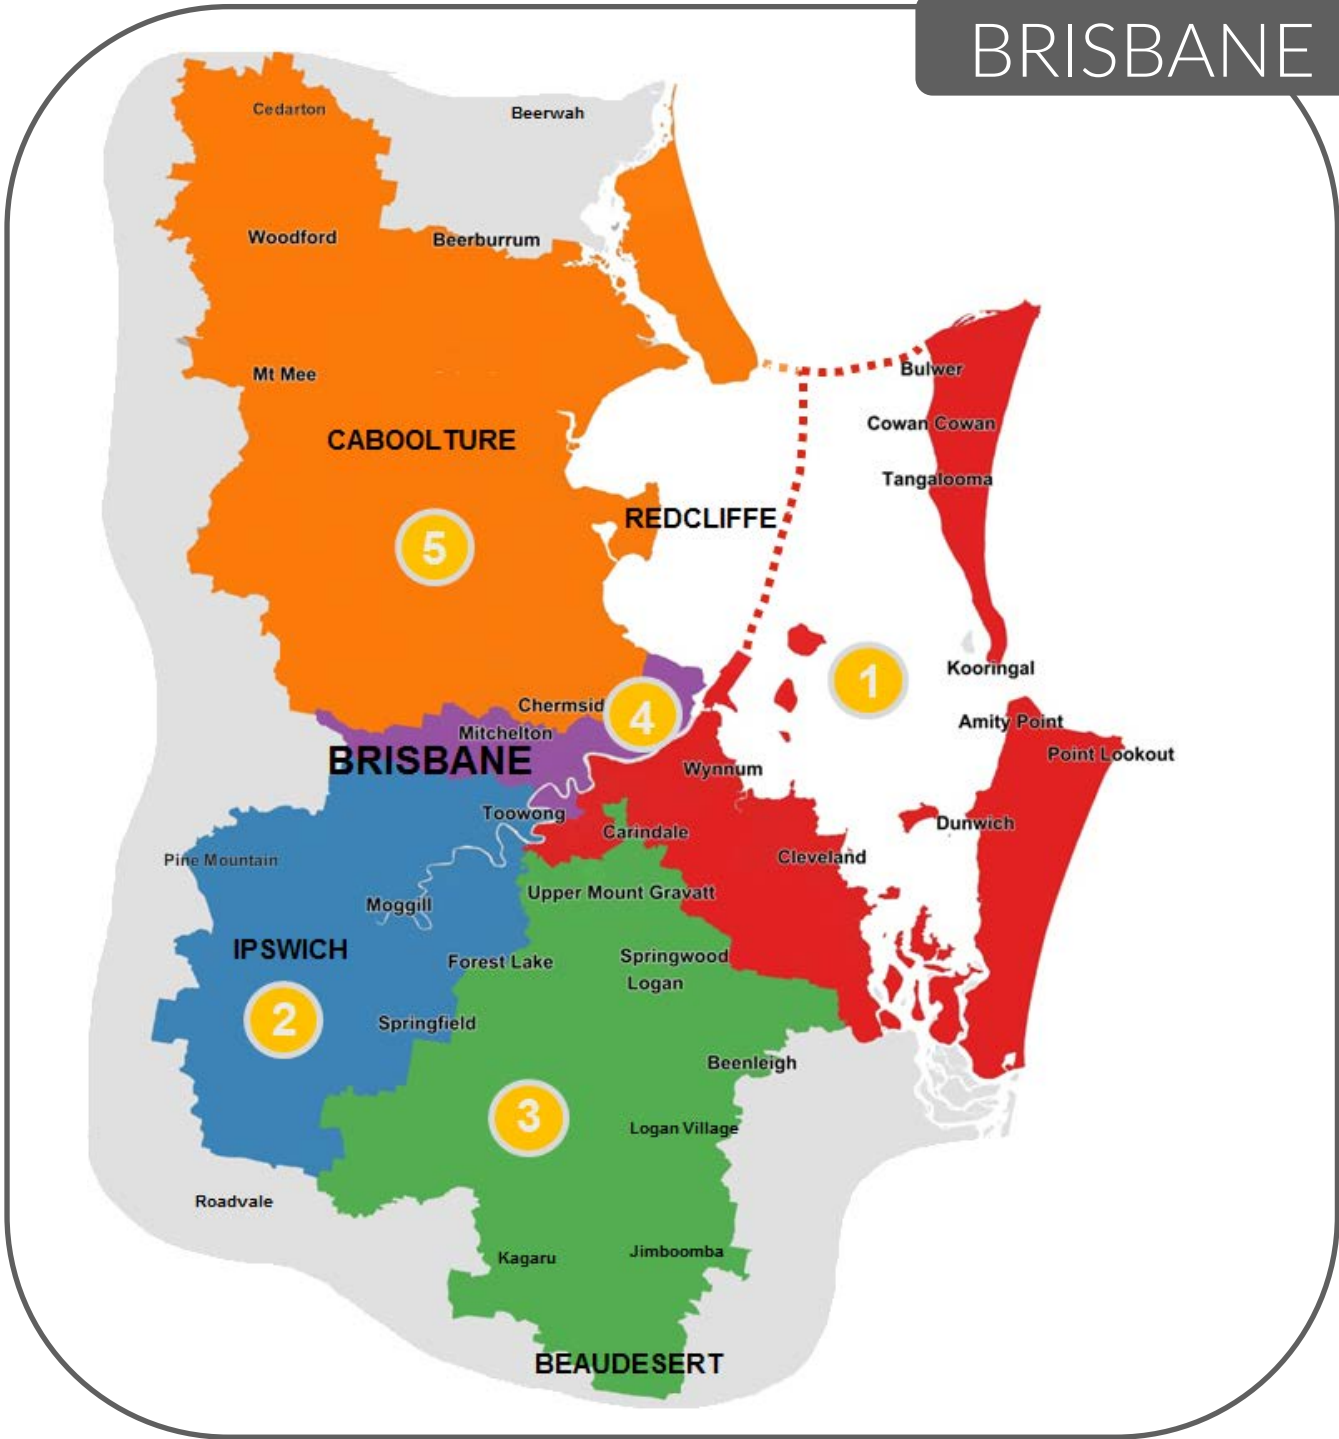 BRISBANE
Cedarton
Beerwah
Woodford
Beerburrum
Bulwer
Mt Mee
Cowan Cowan
CABOOLTURE
Tangalooma
REDCLIFFE
5
Kooringal
1
Chermsid
4
Amity Point
Mitchelton
Point Lookout
BRISBANE
Wynnum
Toowong
Dunwich
Carindale
Pine Mountain
Cleveland
Upper Mount Gravatt
Moggill
IPSWICH
Springwood
Forest Lake
Logan
2
Springfield
Beenleigh
3
Logan Village
Roadvale
Jimboomba
Kagaru
BEAUDESERT